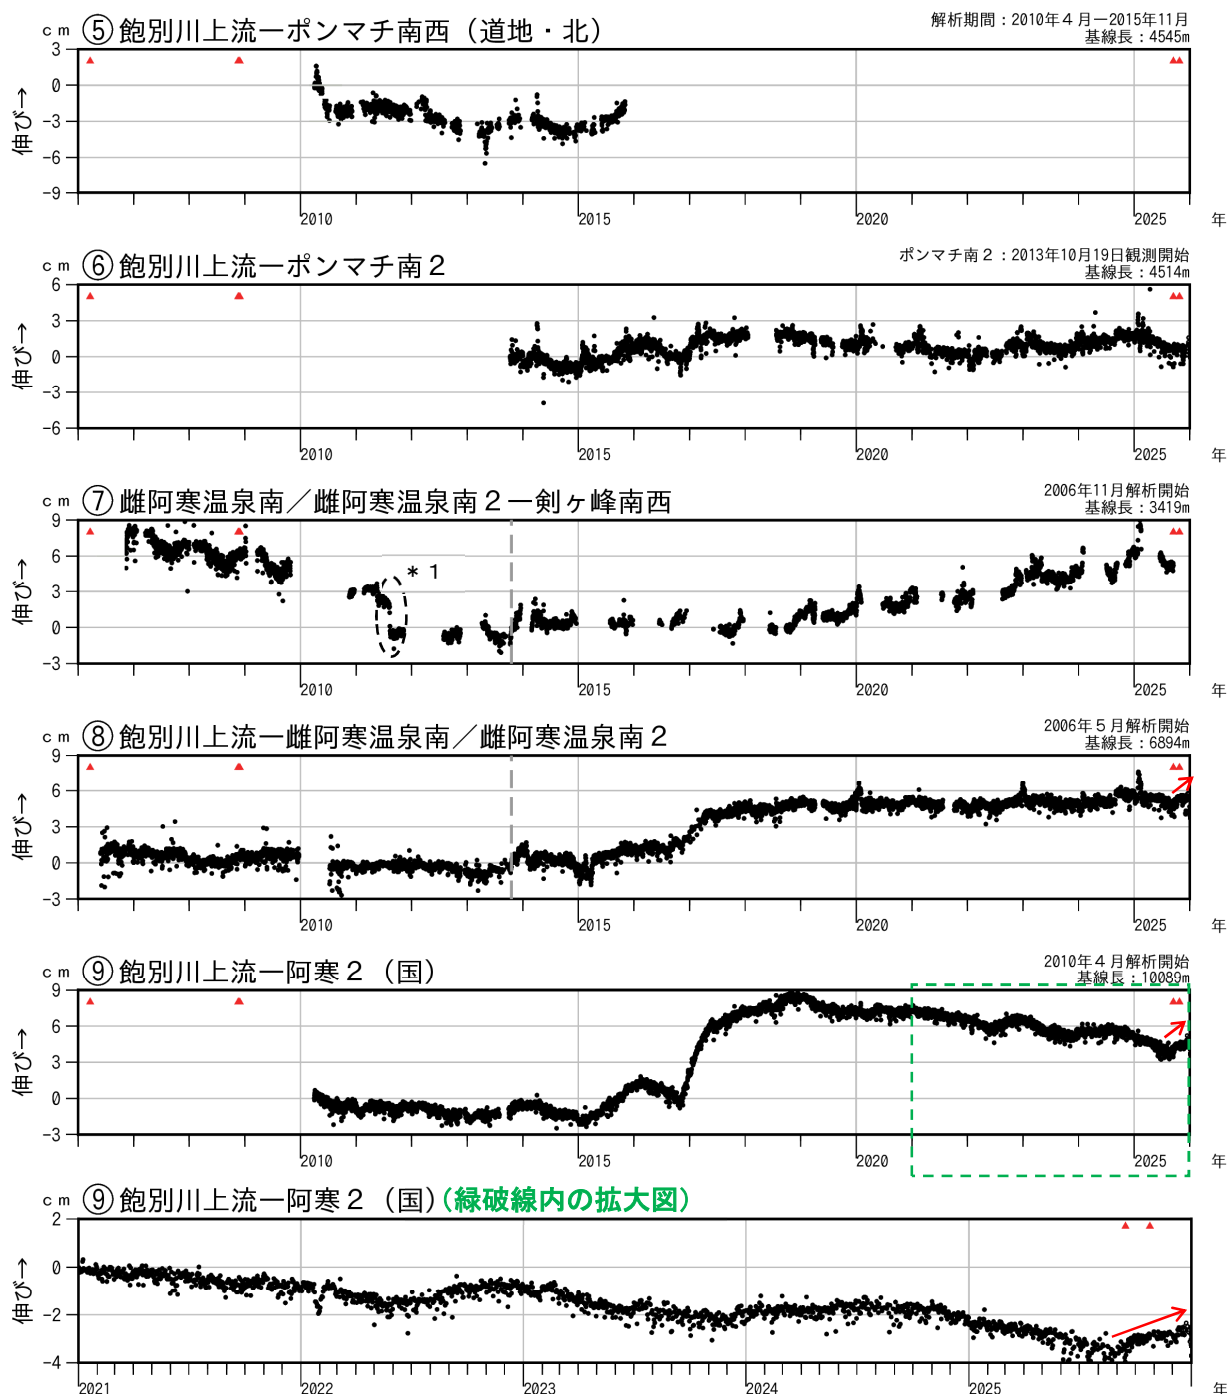 cm ⑤飽別川上流ーポンマチ南西（道地・北）
解析期間：2010年４月ー2015年11月
基線長：4545m
3
0
-3
-6
-9
伸び→
2010 2015 2020 2025 年
cm ⑥飽別川上流ーポンマチ南２
ポンマチ南２：2013年10月19日観測開始
基線長：4514m
6
3
0
-3
-6
伸び→
2010 2015 2020 2025 年
cm ⑦雌阿寒温泉南／雌阿寒温泉南２ー剣ヶ峰南西
2006年11月解析開始
基線長：3419m
9
6
3
0
-3
伸び→
＊1
2010 2015 2020 2025 年
cm ⑧飽別川上流ー雌阿寒温泉南／雌阿寒温泉南２
2006年５月解析開始
基線長：6894m
9
6
3
0
-3
伸び→
2010 2015 2020 2025 年
cm ⑨飽別川上流ー阿寒２（国）
2010年４月解析開始
基線長：10089m
9
6
3
0
-3
伸び→
2010 2015 2020 2025 年
cm ⑨飽別川上流ー阿寒２（国）（緑破線内の拡大図）
2
0
-2
-4
伸び→
2021 2022 2023 2024 2025 年